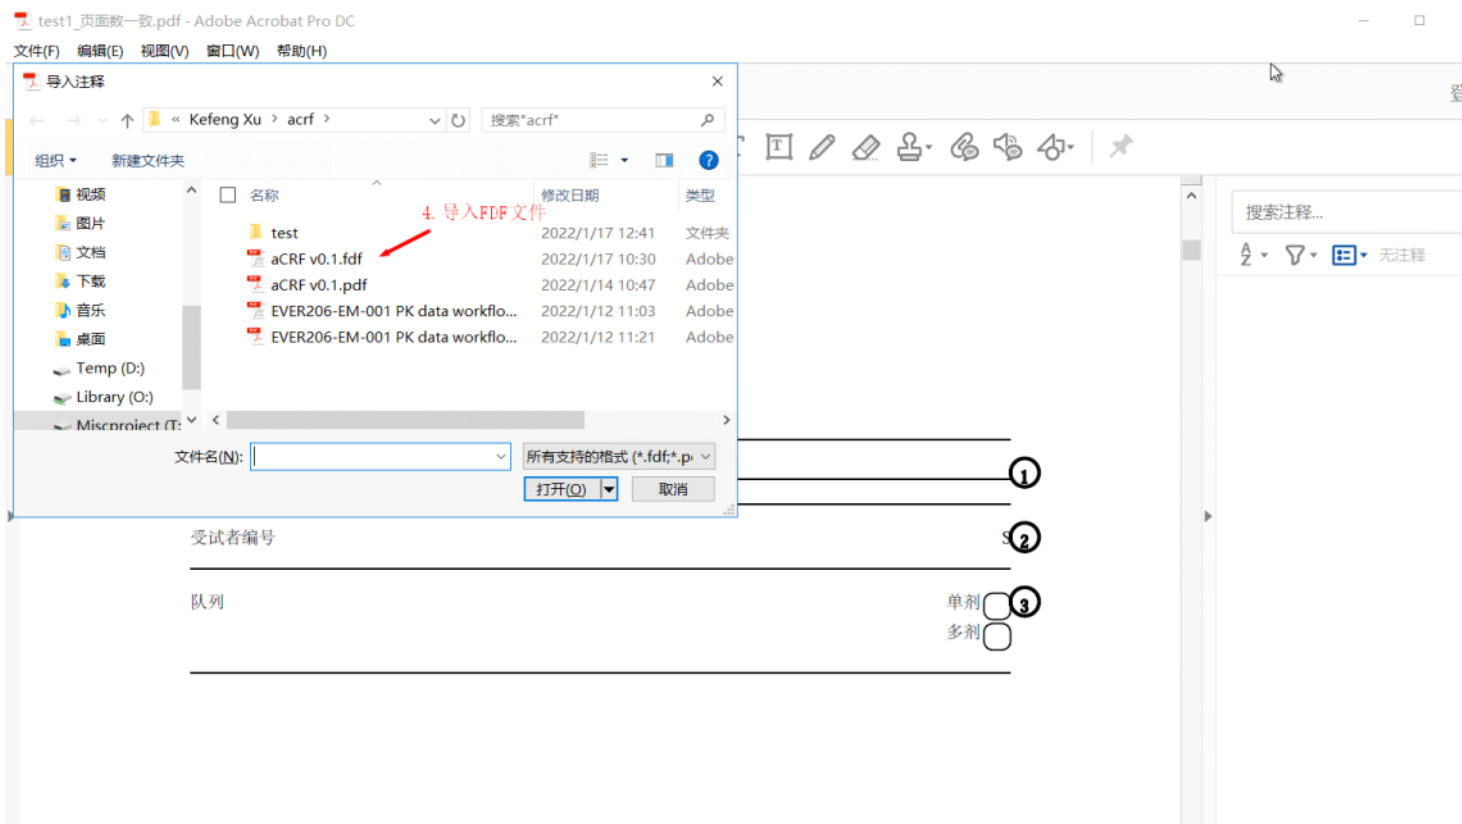 test1_页面数一致.pdf - Adobe Acrobat Pro DC
文件(F) 编辑(E) 视图(V) 窗口(W) 帮助(H)
导入注释
« Kefeng Xu > acrf >
搜索"acrf"
组织 新建文件夹
视频
图片
文档
下载
音乐
桌面
Temp (D:)
Library (O:)
Miscproject (T:
名称 修改日期 类型
4. 导入FDF文件
test 2022/1/17 12:41 文件夹
aCRF v0.1.fdf 2022/1/17 10:30 Adobe
aCRF v0.1.pdf 2022/1/14 10:47 Adobe
EVER206-EM-001 PK data workflo... 2022/1/12 11:03 Adobe
EVER206-EM-001 PK data workflo... 2022/1/12 11:21 Adobe
文件名(N): 所有支持的格式 (*.fdf;*.p
打开(O) 取消
登
搜索注释...
无注释
1
受试者编号 S 2
队列 单剂 3
多剂